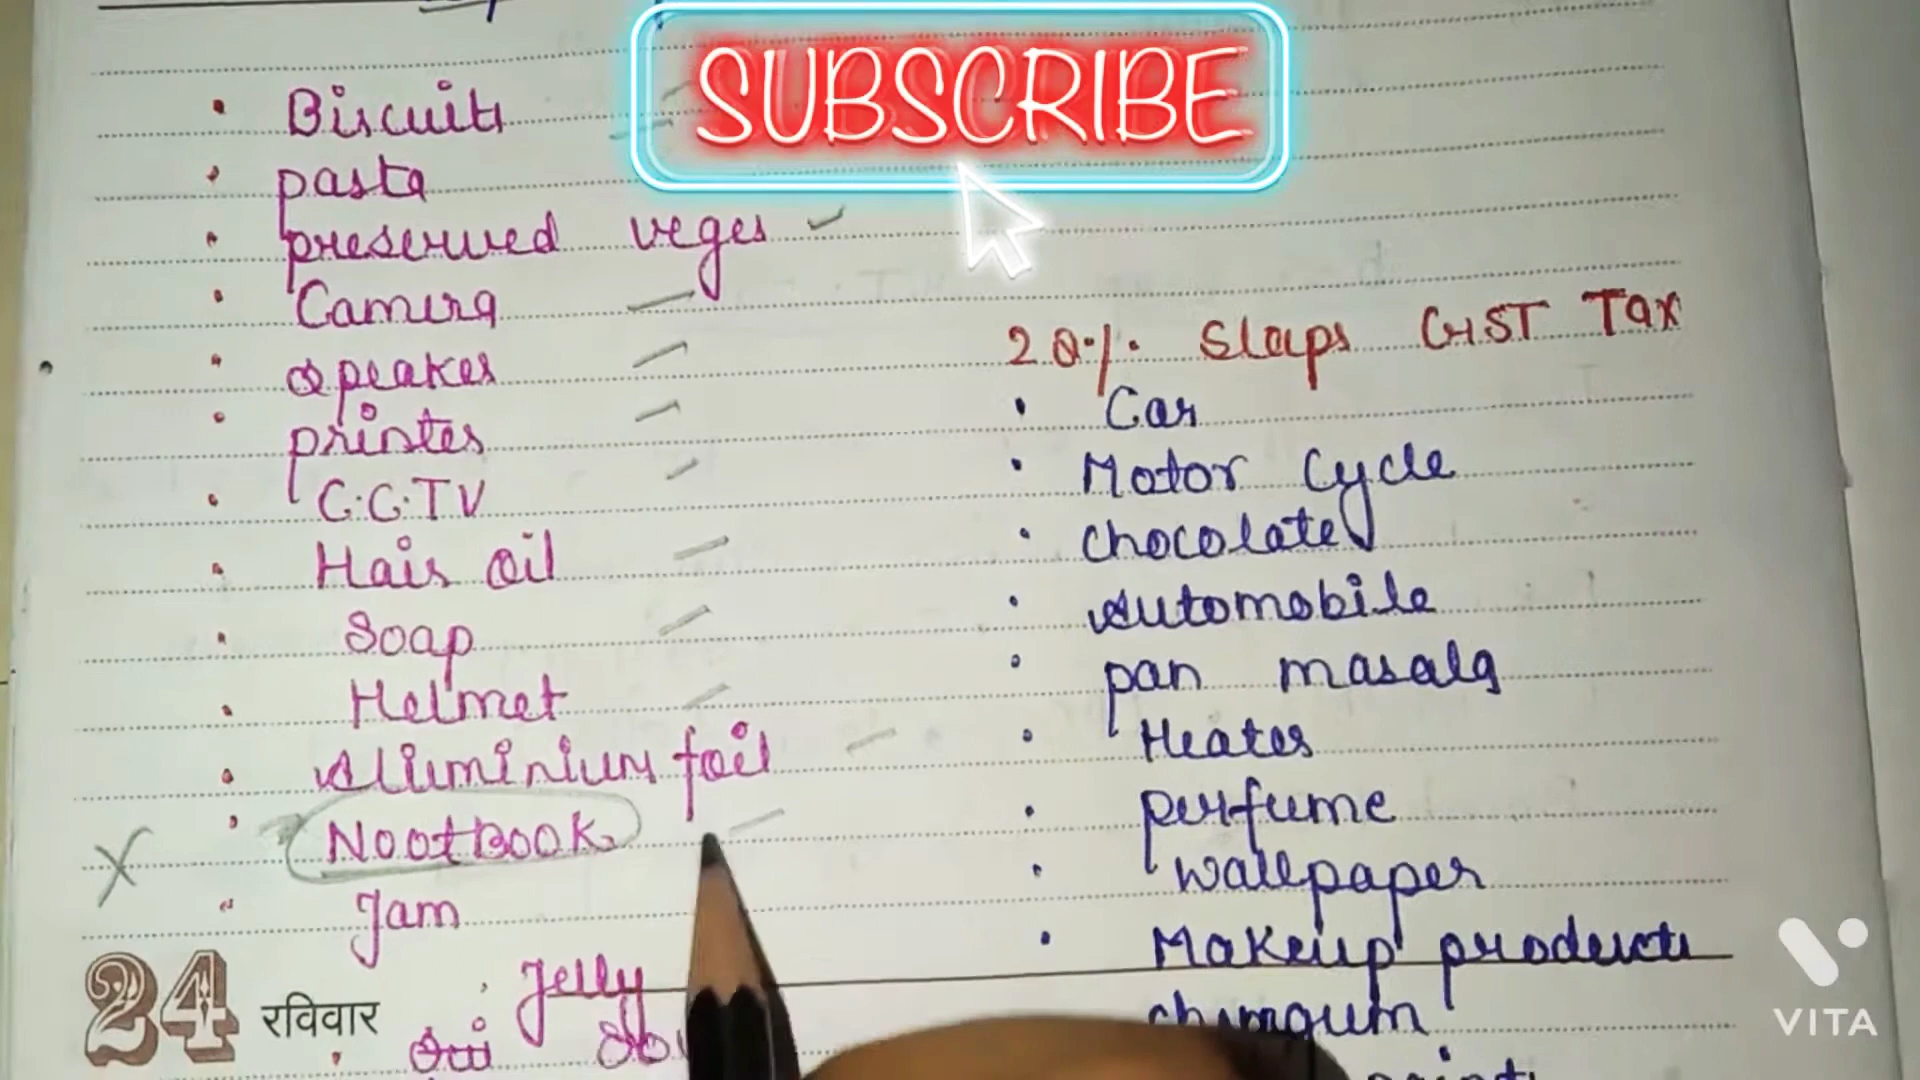 SUBSCRIBE
Biscuits
pasta
preserved veges
Camera
Speaker
printer
C.C.TV
Hair oil
Soap
Helmet
Aluminium foil
NootBook
Jam
Jelly
24 रविवार
28% Slaps GST Tax
Car
Motor Cycle
Chocolate
Automobile
pan masala
Heater
perfume
Wallpaper
Makeup products
VITA